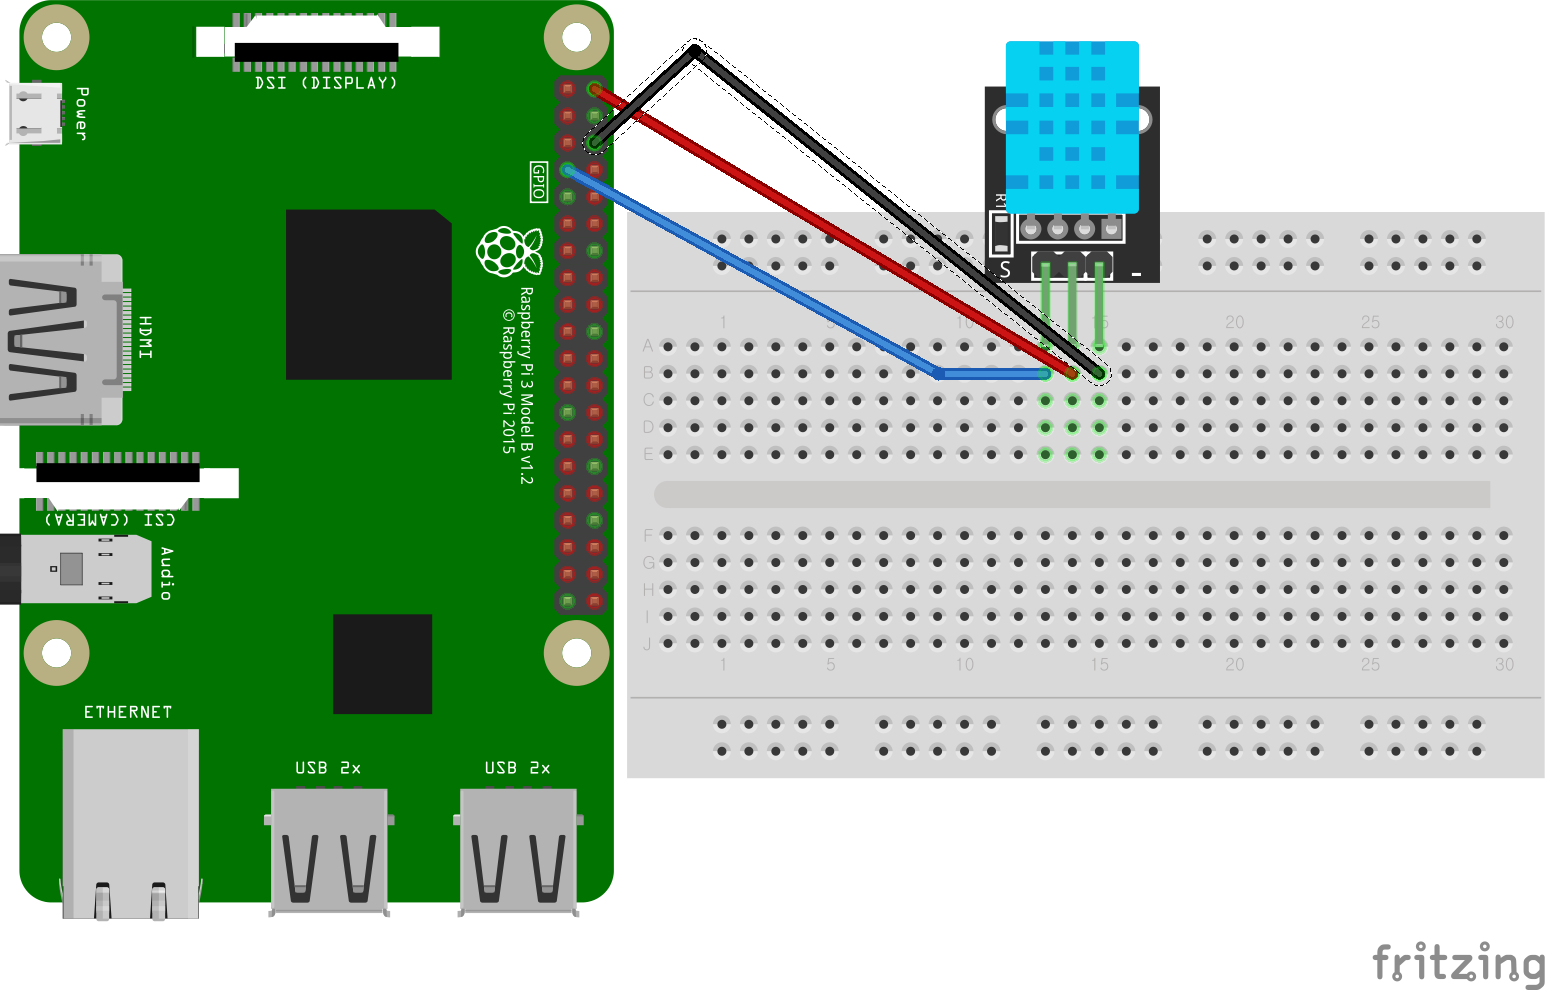 DSI (DISPLAY)
Power
GPIO
HDMI
Raspberry Pi 3 Model B v1.2
© Raspberry Pi 2015
CSI (CAMERA)
Audio
ETHERNET
USB 2x
USB 2x
R1
S
-
1 5 10 15 20 25 30
A
B
C
D
E
F
G
H
I
J
1 5 10 15 20 25 30
fritzing